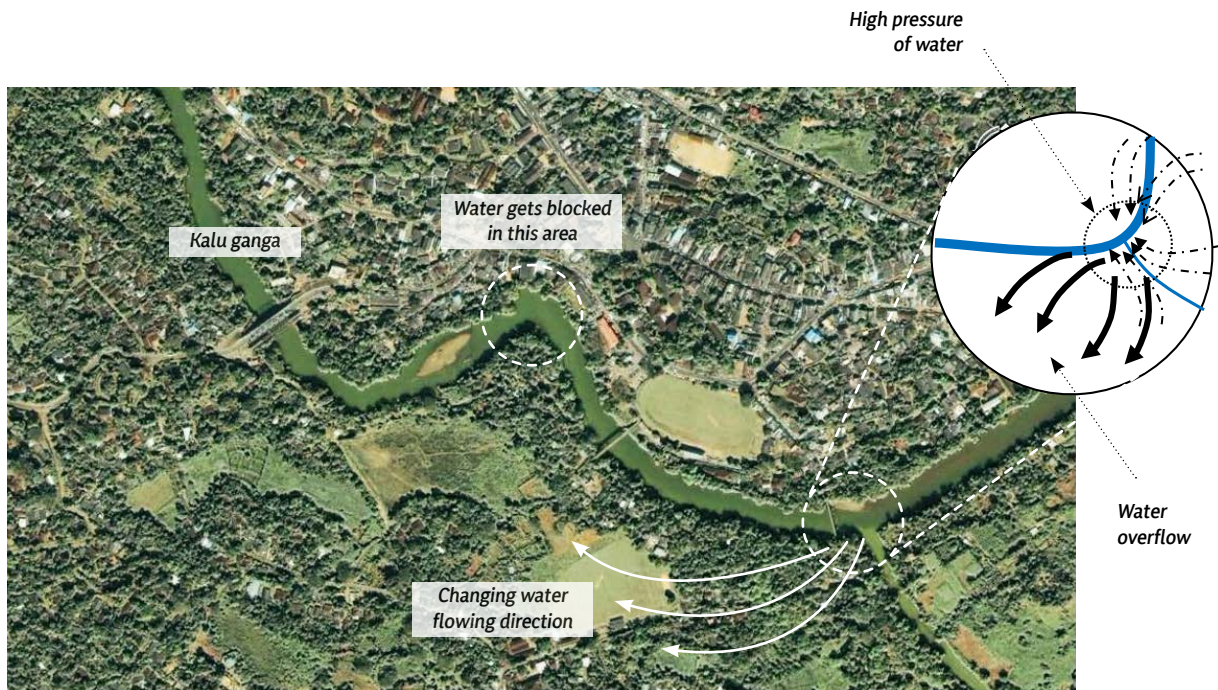 High pressure
of water
Kalu ganga
Water gets blocked
in this area
Changing water
flowing direction
Water
overflow